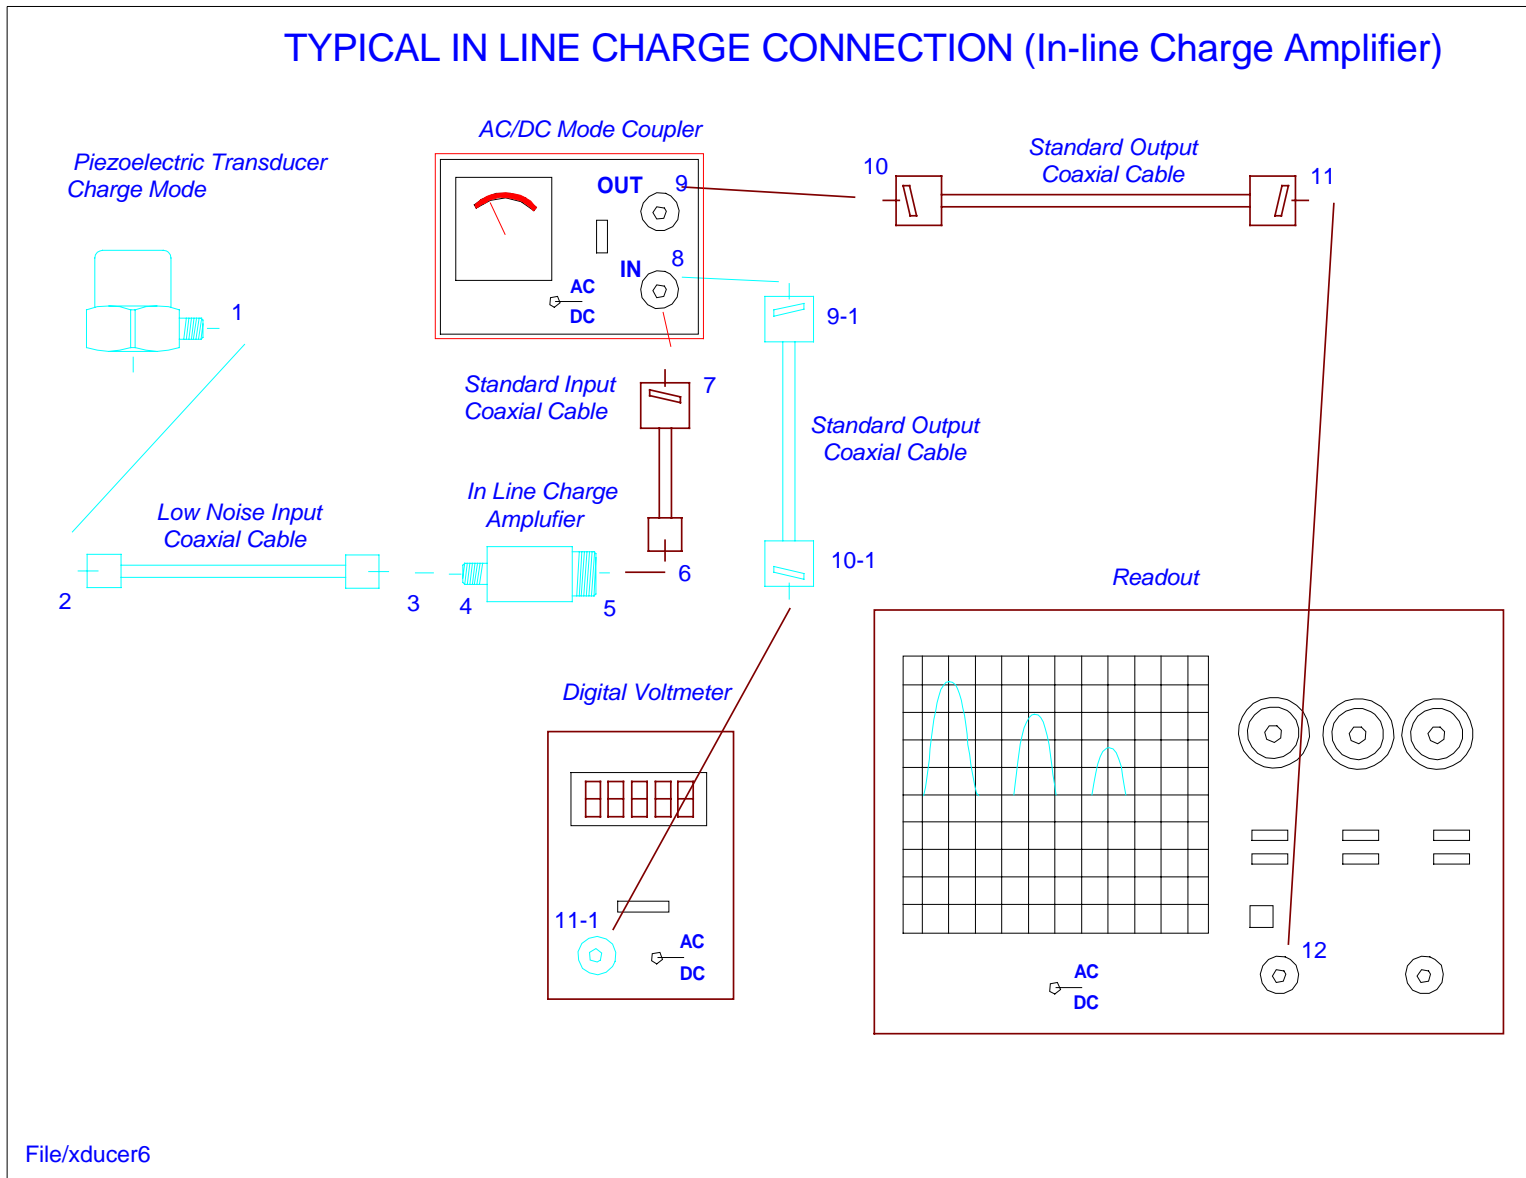 TYPICAL IN LINE CHARGE CONNECTION (In-line Charge Amplifier)
AC/DC Mode Coupler
Piezoelectric Transducer
Charge Mode
OUT
9
IN
8
AC
DC
10
Standard Output
Coaxial Cable
11
1
9-1
Standard Input
Coaxial Cable
7
Standard Output
Coaxial Cable
Low Noise Input
Coaxial Cable
In Line Charge
Amplufier
2
3
4
5
6
10-1
Readout
Digital Voltmeter
11-1
AC
DC
12
AC
DC
File/xducer6